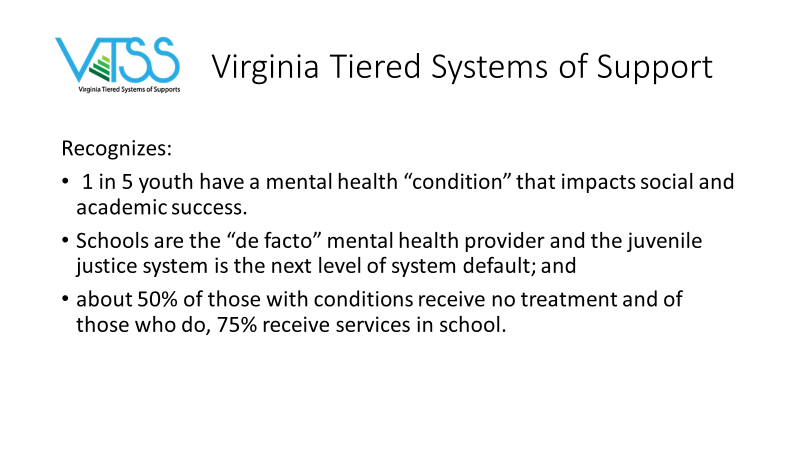 VTSS
Virginia Tiered Systems of Supports
Virginia Tiered Systems of Support
Recognizes:
• 1 in 5 youth have a mental health “condition” that impacts social and
academic success.
• Schools are the “de facto” mental health provider and the juvenile
justice system is the next level of system default; and
• about 50% of those with conditions receive no treatment and of
those who do, 75% receive services in school.